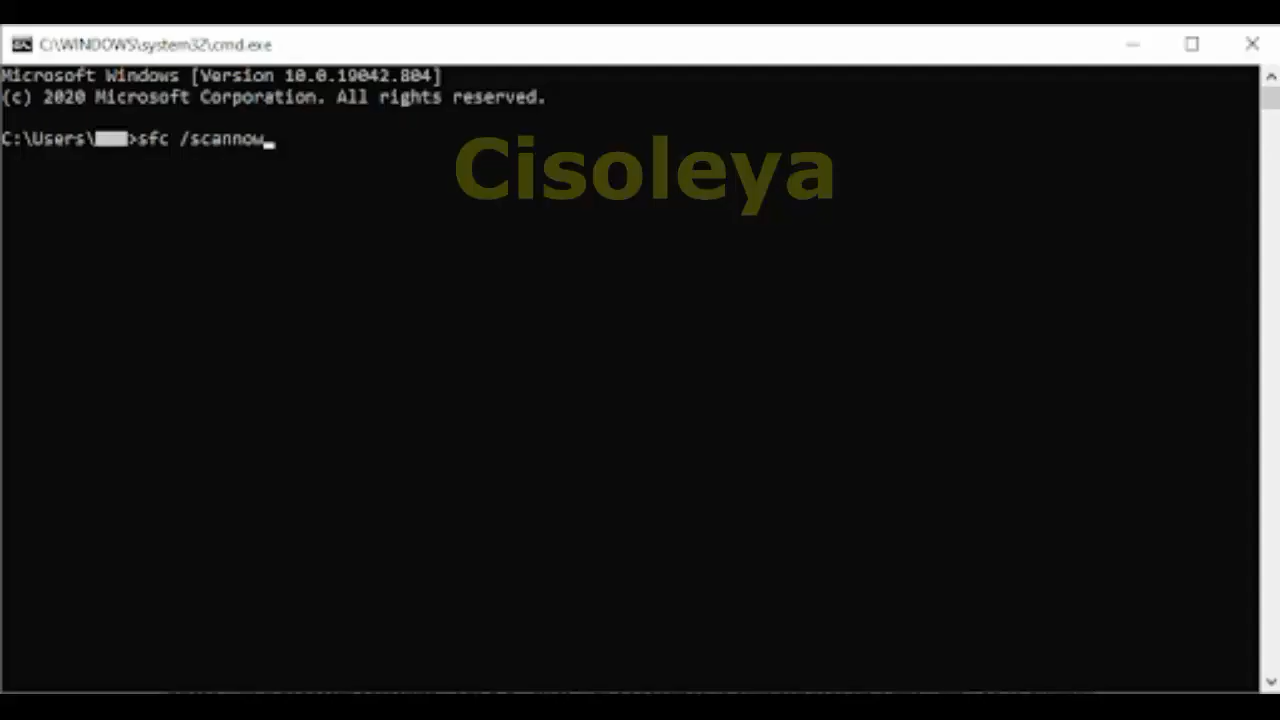 C:\WINDOWS\system32\cmd.exe
Microsoft Windows [Version 10.0.19042.804]
(c) 2020 Microsoft Corporation. All rights reserved.
C:\Users\ >sfc /scannow
Cisoleya